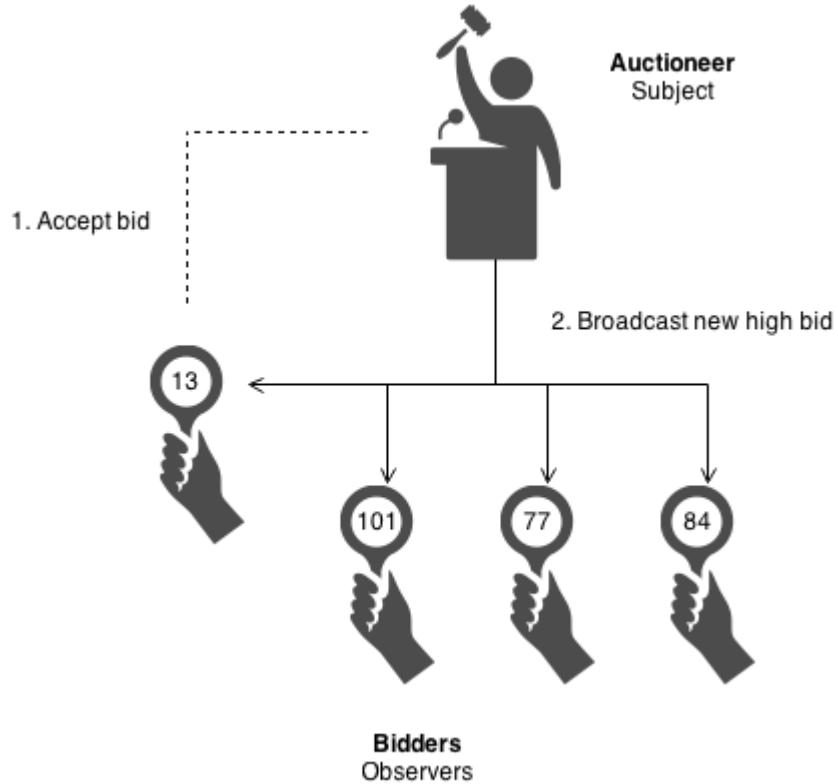 Auctioneer
Subject
1. Accept bid
2. Broadcast new high bid
13
101
77
84
Bidders
Observers